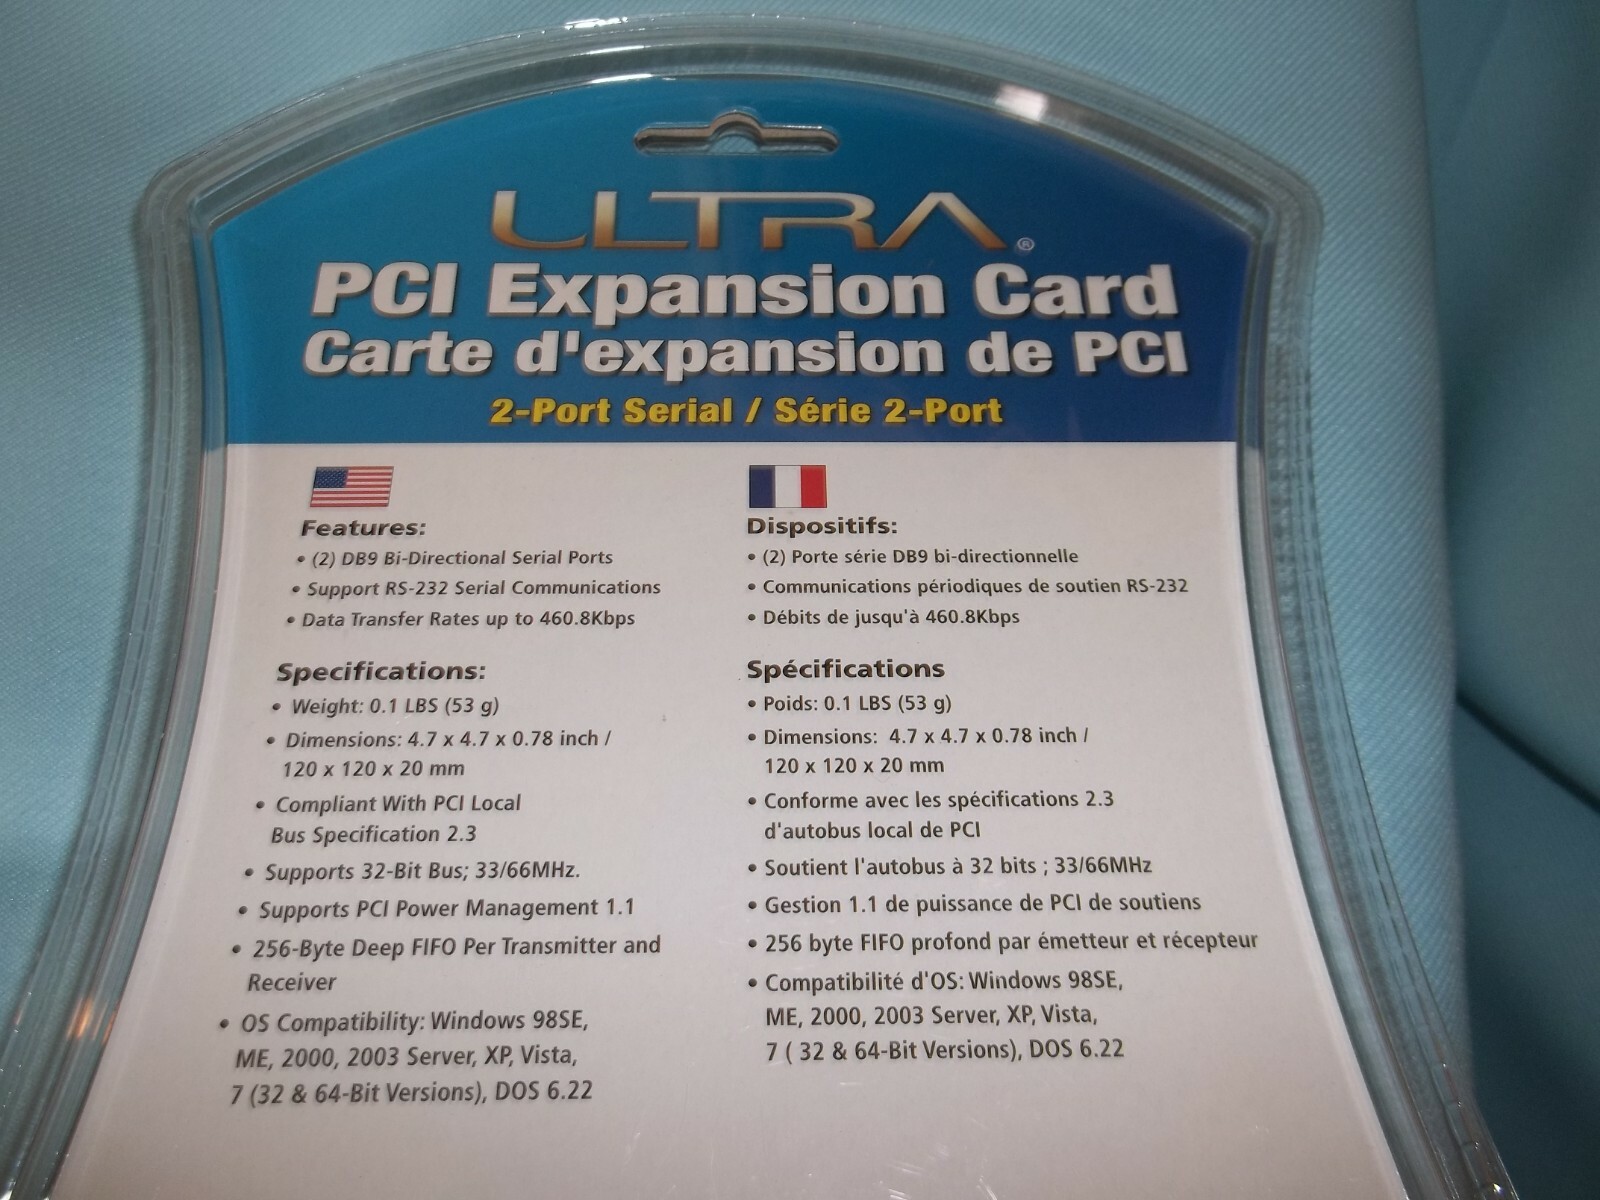 ULTRA®
PCI Expansion Card
Carte d'expansion de PCI
2-Port Serial / Série 2-Port
Features:
• (2) DB9 Bi-Directional Serial Ports
• Support RS-232 Serial Communications
• Data Transfer Rates up to 460.8Kbps
Specifications:
• Weight: 0.1 LBS (53 g)
• Dimensions: 4.7 x 4.7 x 0.78 inch /
120 x 120 x 20 mm
• Compliant With PCI Local
Bus Specification 2.3
• Supports 32-Bit Bus; 33/66MHz.
• Supports PCI Power Management 1.1
• 256-Byte Deep FIFO Per Transmitter and
Receiver
• OS Compatibility: Windows 98SE,
ME, 2000, 2003 Server, XP, Vista,
7 (32 & 64-Bit Versions), DOS 6.22
Dispositifs:
• (2) Porte série DB9 bi-directionnelle
• Communications périodiques de soutien RS-232
• Débits de jusqu'à 460.8Kbps
Spécifications
• Poids: 0.1 LBS (53 g)
• Dimensions: 4.7 x 4.7 x 0.78 inch /
120 x 120 x 20 mm
• Conforme avec les spécifications 2.3
d'autobus local de PCI
• Soutient l'autobus à 32 bits ; 33/66MHz
• Gestion 1.1 de puissance de PCI de soutiens
• 256 byte FIFO profond par émetteur et récepteur
• Compatibilité d'OS: Windows 98SE,
ME, 2000, 2003 Server, XP, Vista,
7 ( 32 & 64-Bit Versions), DOS 6.22